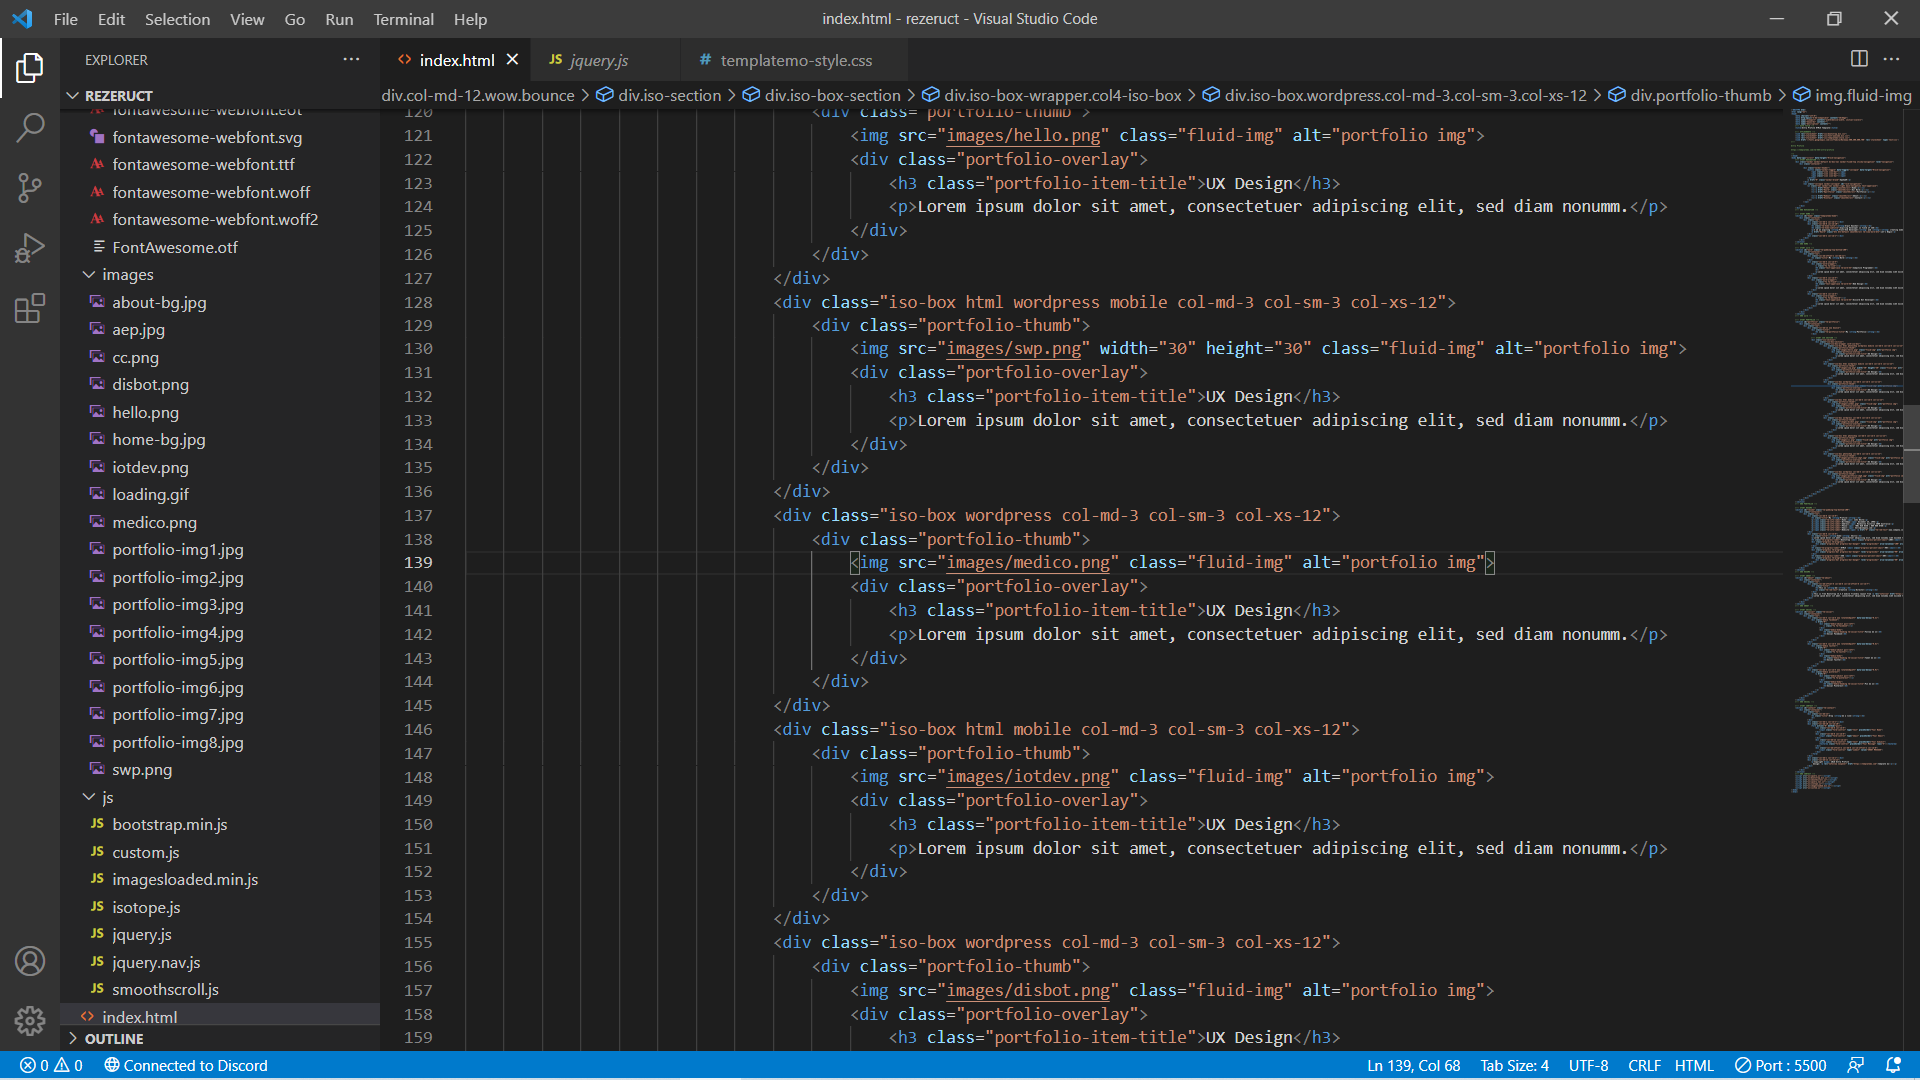 File Edit Selection View Go Run Terminal Help
index.html - rezeruct - Visual Studio Code
EXPLORER
index.html
JS jquery.js
# templatemo-style.css
REZERUCT
div.col-md-12.wow.bounce > div.iso-section > div.iso-box-section > div.iso-box-wrapper.col4-iso-box > div.iso-box.wordpress.col-md-3.col-sm-3.col-xs-12 > div.portfolio-thumb > img.fluid-img
fontawesome-webfont.eot
fontawesome-webfont.svg
fontawesome-webfont.ttf
fontawesome-webfont.woff
fontawesome-webfont.woff2
FontAwesome.otf
images
about-bg.jpg
aep.jpg
cc.png
disbot.png
hello.png
home-bg.jpg
iotdev.png
loading.gif
medico.png
portfolio-img1.jpg
portfolio-img2.jpg
portfolio-img3.jpg
portfolio-img4.jpg
portfolio-img5.jpg
portfolio-img6.jpg
portfolio-img7.jpg
portfolio-img8.jpg
swp.png
js
JS bootstrap.min.js
JS custom.js
JS imagesloaded.min.js
JS isotope.js
JS jquery.js
JS jquery.nav.js
JS smoothscroll.js
index.html
OUTLINE
120 <div class="portfolio-thumb">
121 <img src="images/hello.png" class="fluid-img" alt="portfolio img">
122 <div class="portfolio-overlay">
123 <h3 class="portfolio-item-title">UX Design</h3>
124 <p>Lorem ipsum dolor sit amet, consectetuer adipiscing elit, sed diam nonumm.</p>
125 </div>
126 </div>
127 </div>
128 <div class="iso-box html wordpress mobile col-md-3 col-sm-3 col-xs-12">
129 <div class="portfolio-thumb">
130 <img src="images/swp.png" width="30" height="30" class="fluid-img" alt="portfolio img">
131 <div class="portfolio-overlay">
132 <h3 class="portfolio-item-title">UX Design</h3>
133 <p>Lorem ipsum dolor sit amet, consectetuer adipiscing elit, sed diam nonumm.</p>
134 </div>
135 </div>
136 </div>
137 <div class="iso-box wordpress col-md-3 col-sm-3 col-xs-12">
138 <div class="portfolio-thumb">
139 <img src="images/medico.png" class="fluid-img" alt="portfolio img">
140 <div class="portfolio-overlay">
141 <h3 class="portfolio-item-title">UX Design</h3>
142 <p>Lorem ipsum dolor sit amet, consectetuer adipiscing elit, sed diam nonumm.</p>
143 </div>
144 </div>
145 </div>
146 <div class="iso-box html mobile col-md-3 col-sm-3 col-xs-12">
147 <div class="portfolio-thumb">
148 <img src="images/iotdev.png" class="fluid-img" alt="portfolio img">
149 <div class="portfolio-overlay">
150 <h3 class="portfolio-item-title">UX Design</h3>
151 <p>Lorem ipsum dolor sit amet, consectetuer adipiscing elit, sed diam nonumm.</p>
152 </div>
153 </div>
154 </div>
155 <div class="iso-box wordpress col-md-3 col-sm-3 col-xs-12">
156 <div class="portfolio-thumb">
157 <img src="images/disbot.png" class="fluid-img" alt="portfolio img">
158 <div class="portfolio-overlay">
159 <h3 class="portfolio-item-title">UX Design</h3>
0 0 Connected to Discord
Ln 139, Col 68 Tab Size: 4 UTF-8 CRLF HTML Port : 5500